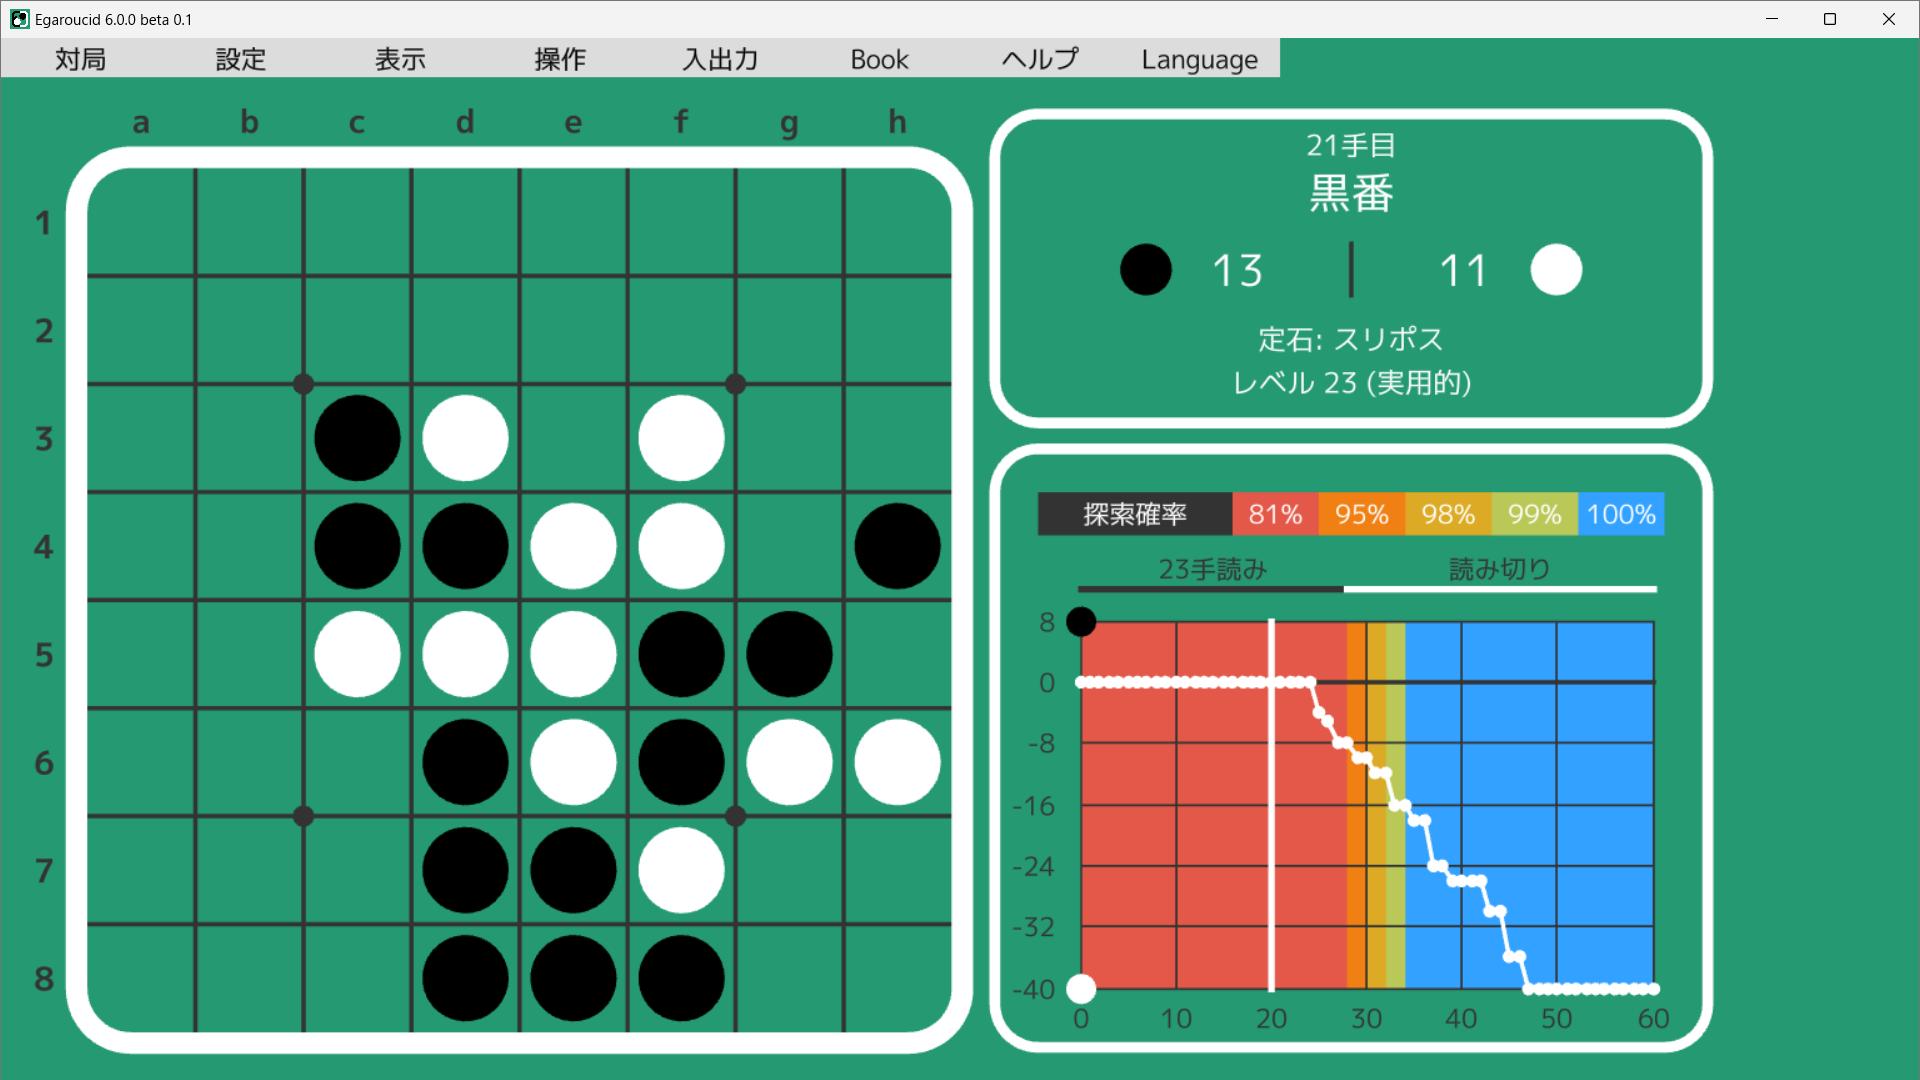 Egaroucid 6.0.0 beta 0.1
対局 設定 表示 操作 入出力 Book ヘルプ Language
a b c d e f g h
1
2
3
4
5
6
7
8
21手目
黒番
13 11
定石: スリポス
レベル 23 (実用的)
探索確率 81% 95% 98% 99% 100%
23手読み 読み切り
8
0
-8
-16
-24
-32
-40
0 10 20 30 40 50 60